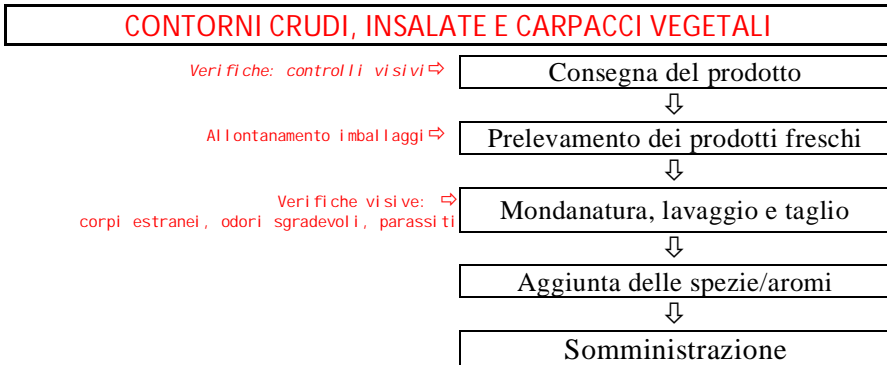 CONTORNI CRUDI, INSALATE E CARPACCI VEGETALI
Verifiche: controlli visivi⇨ Consegna del prodotto
⇩
Allontanamento imballaggi⇨ Prelevamento dei prodotti freschi
⇩
Verifiche visive: ⇨
corpi estranei, odori sgradevoli, parassiti
Mondanatura, lavaggio e taglio
⇩
Aggiunta delle spezie/aromi
⇩
Somministrazione